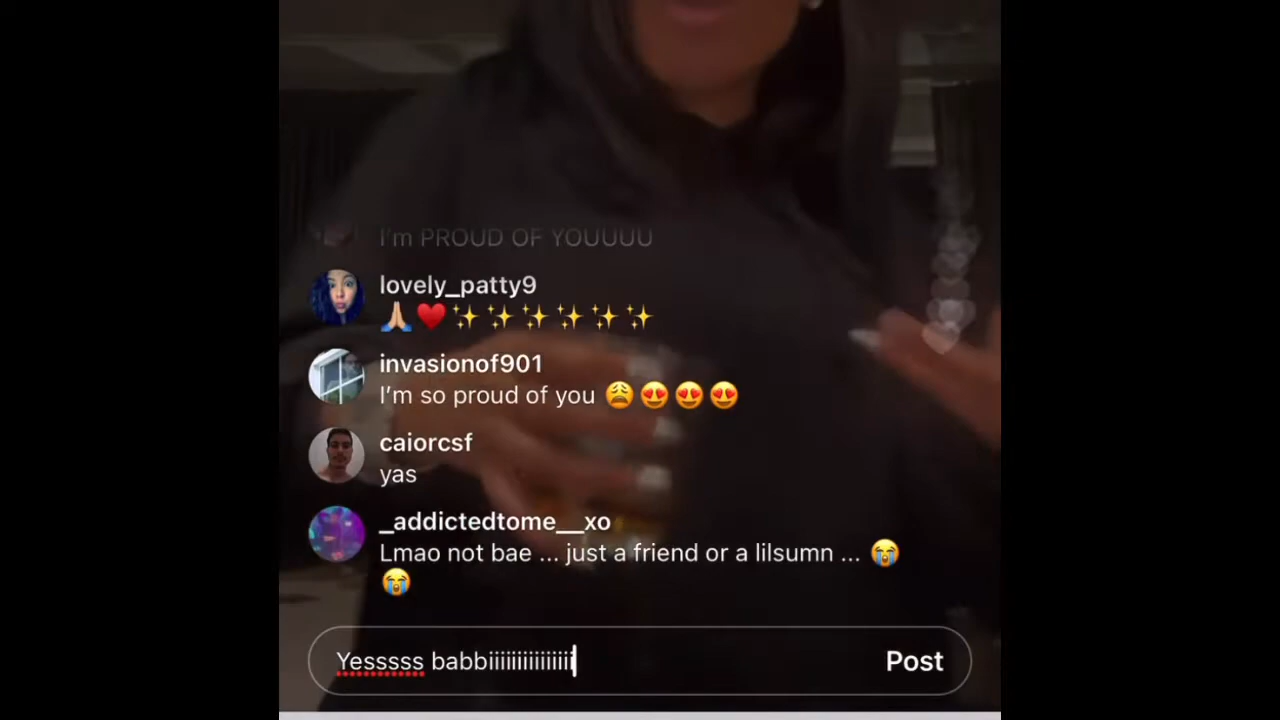 I'm PROUD OF YOUUUU
lovely_patty9
🙏🏼❤️✨✨✨✨✨✨
invasionof901
I'm so proud of you 😩😍😍😍
caiorcsf
yas
_addictedtome__xo
Lmao not bae ... just a friend or a lilsumn ... 😭
😭
Yesssss babbiiiiiiiiiiiiiii
Post